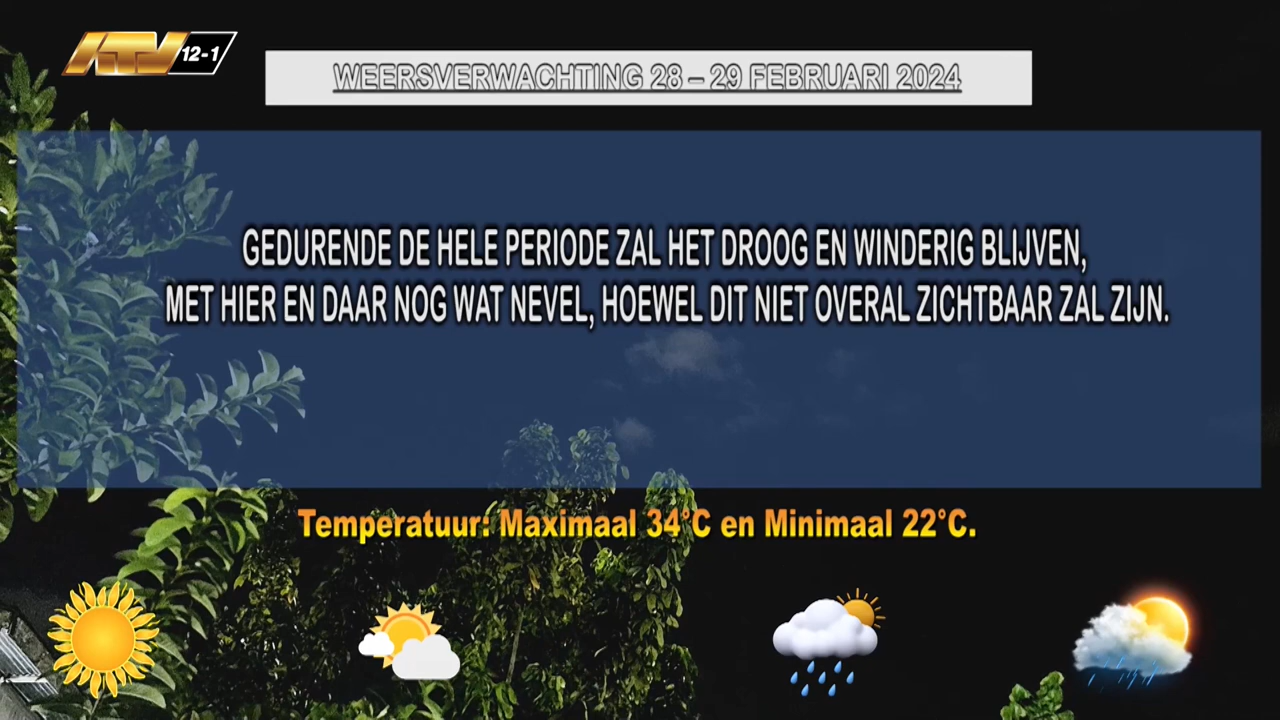 ATV 12-1
WEERSVERWACHTING 28 – 29 FEBRUARI 2024
GEDURENDE DE HELE PERIODE ZAL HET DROOG EN WINDERIG BLIJVEN,
MET HIER EN DAAR NOG WAT NEVEL, HOEWEL DIT NIET OVERAL ZICHTBAAR ZAL ZIJN.
Temperatuur: Maximaal 34°C en Minimaal 22°C.